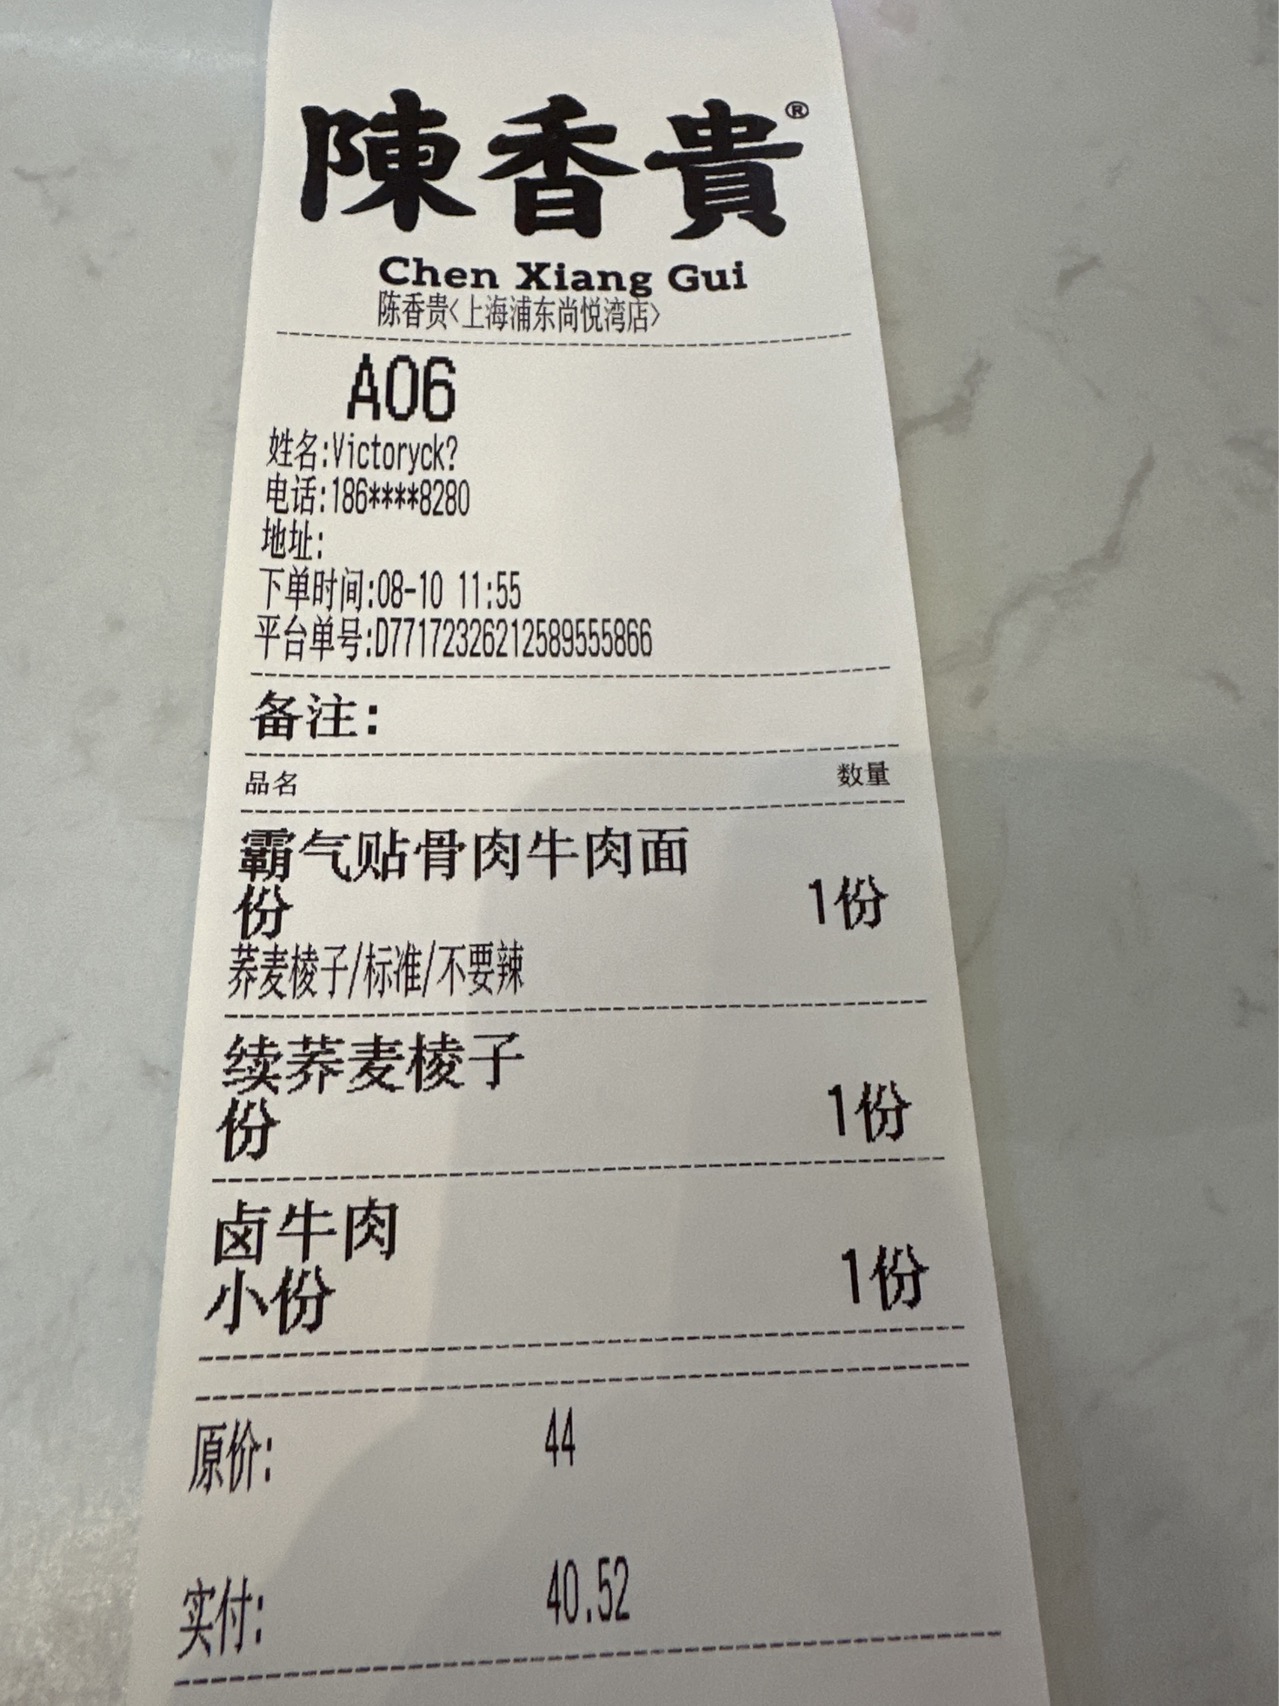 陳香貴®
Chen Xiang Gui
陈香贵<上海浦东尚悦湾店>
A06
姓名:Victoryck?
电话:186****8280
地址:
下单时间:08-10 11:55
平台单号:D77172326212589555866
备注:
品名 数量
霸气贴骨肉牛肉面
份 1份
荞麦棱子/标准/不要辣
续荞麦棱子
份 1份
卤牛肉
小份 1份
原价: 44
实付: 40.52